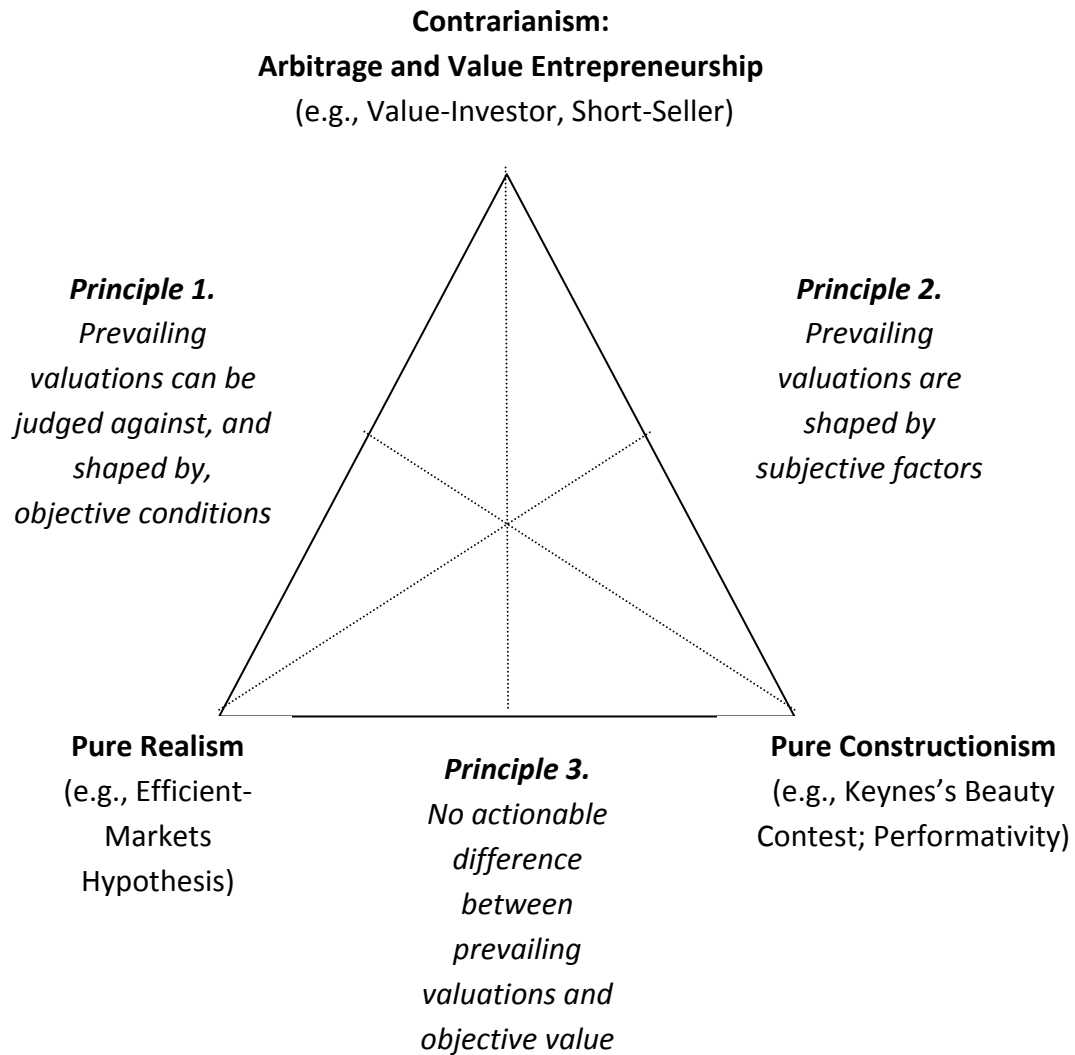 Contrarianism:
Arbitrage and Value Entrepreneurship
(e.g., Value-Investor, Short-Seller)
Principle 1.
Prevailing
valuations can be
judged against, and
shaped by,
objective conditions
Principle 2.
Prevailing
valuations are
shaped by
subjective factors
Pure Realism
(e.g., Efficient-
Markets
Hypothesis)
Principle 3.
No actionable
difference
between
prevailing
valuations and
objective value
Pure Constructionism
(e.g., Keynes’s Beauty
Contest; Performativity)